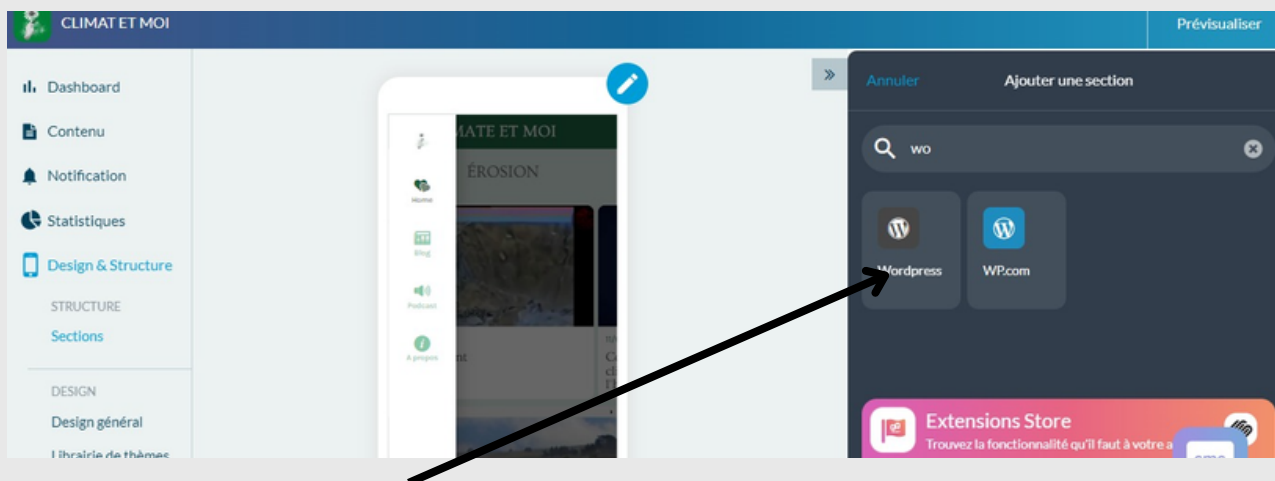 CLIMAT ET MOI
Prévisualiser
Dashboard
Contenu
Notification
Statistiques
Design & Structure
STRUCTURE
Sections
DESIGN
Design général
Librairie de thèmes
MATE ET MOI
ÉROSION
Home
Blog
Podcast
A propos
Annuler
Ajouter une section
wo
Wordpress
WP.com
Extensions Store
Trouvez la fonctionnalité qu'il faut à votre a